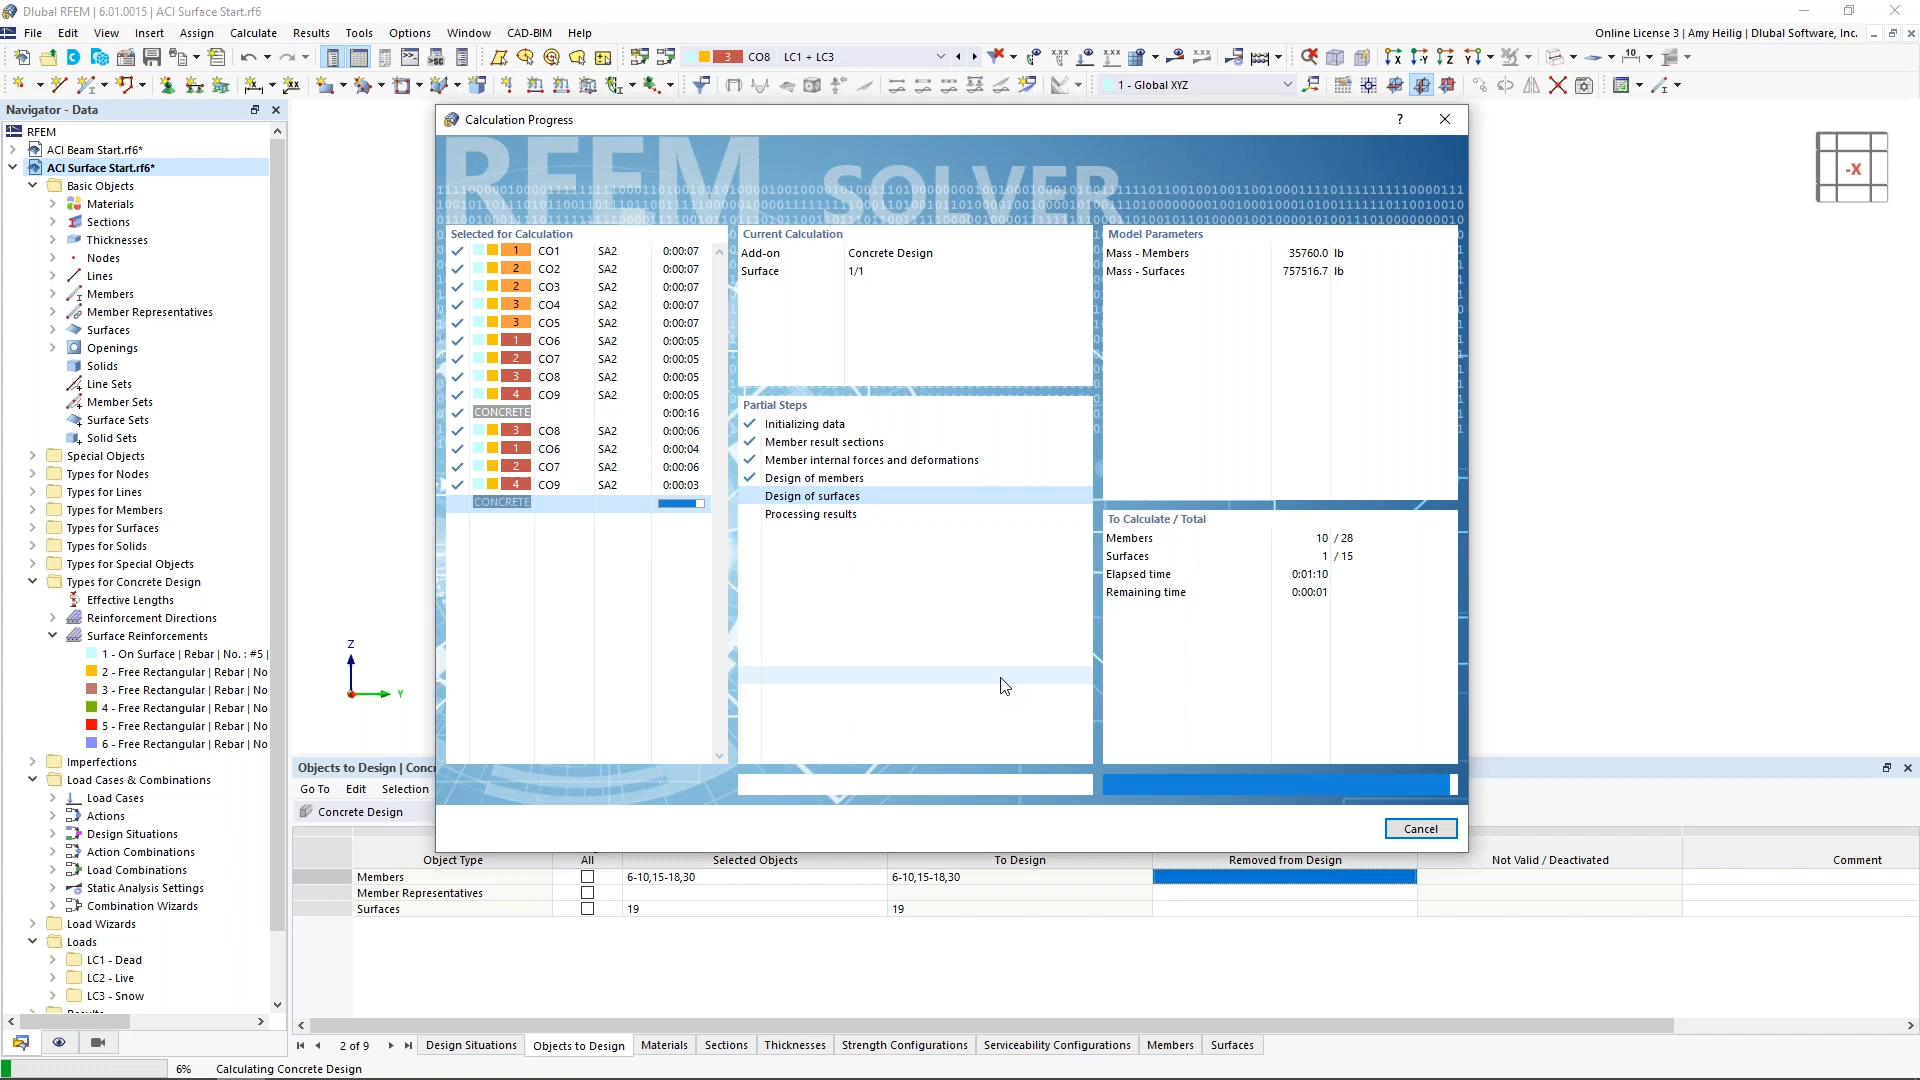 Dlubal RFEM | 6.01.0015 | ACI Surface Start.rf6
File Edit View Insert Assign Calculate Results Tools Options Window CAD-BIM Help
Online License 3 | Amy Heilig | Dlubal Software, Inc.
3 CO8 LC1 + LC3
1 - Global XYZ
Navigator - Data
RFEM
ACI Beam Start.rf6*
ACI Surface Start.rf6*
Basic Objects
Materials
Sections
Thicknesses
Nodes
Lines
Members
Member Representatives
Surfaces
Openings
Solids
Line Sets
Member Sets
Surface Sets
Solid Sets
Special Objects
Types for Nodes
Types for Lines
Types for Members
Types for Surfaces
Types for Solids
Types for Special Objects
Types for Concrete Design
Effective Lengths
Reinforcement Directions
Surface Reinforcements
1 - On Surface | Rebar | No. : #5 |
2 - Free Rectangular | Rebar | No
3 - Free Rectangular | Rebar | No
4 - Free Rectangular | Rebar | No
5 - Free Rectangular | Rebar | No
6 - Free Rectangular | Rebar | No
Imperfections
Load Cases & Combinations
Load Cases
Actions
Design Situations
Action Combinations
Load Combinations
Static Analysis Settings
Combination Wizards
Load Wizards
Loads
LC1 - Dead
LC2 - Live
LC3 - Snow
Calculation Progress
RFEM SOLVER
Selected for Calculation
1 CO1 SA2 0:00:07
2 CO2 SA2 0:00:07
2 CO3 SA2 0:00:07
3 CO4 SA2 0:00:07
3 CO5 SA2 0:00:07
1 CO6 SA2 0:00:05
2 CO7 SA2 0:00:05
3 CO8 SA2 0:00:05
4 CO9 SA2 0:00:05
CONCRETE 0:00:16
3 CO8 SA2 0:00:06
1 CO6 SA2 0:00:04
2 CO7 SA2 0:00:06
4 CO9 SA2 0:00:03
CONCRETE
Current Calculation
Add-on Concrete Design
Surface 1/1
Partial Steps
Initializing data
Member result sections
Member internal forces and deformations
Design of members
Design of surfaces
Processing results
Model Parameters
Mass - Members 35760.0 lb
Mass - Surfaces 757516.7 lb
To Calculate / Total
Members 10 / 28
Surfaces 1 / 15
Elapsed time 0:01:10
Remaining time 0:00:01
Cancel
-X
Z
Y
Objects to Design | Conc
Go To Edit Selection
Concrete Design
Object Type All Selected Objects To Design Removed from Design Not Valid / Deactivated Comment
Members 6-10,15-18,30 6-10,15-18,30
Member Representatives
Surfaces 19 19
2 of 9 Design Situations Objects to Design Materials Sections Thicknesses Strength Configurations Serviceability Configurations Members Surfaces
6% Calculating Concrete Design